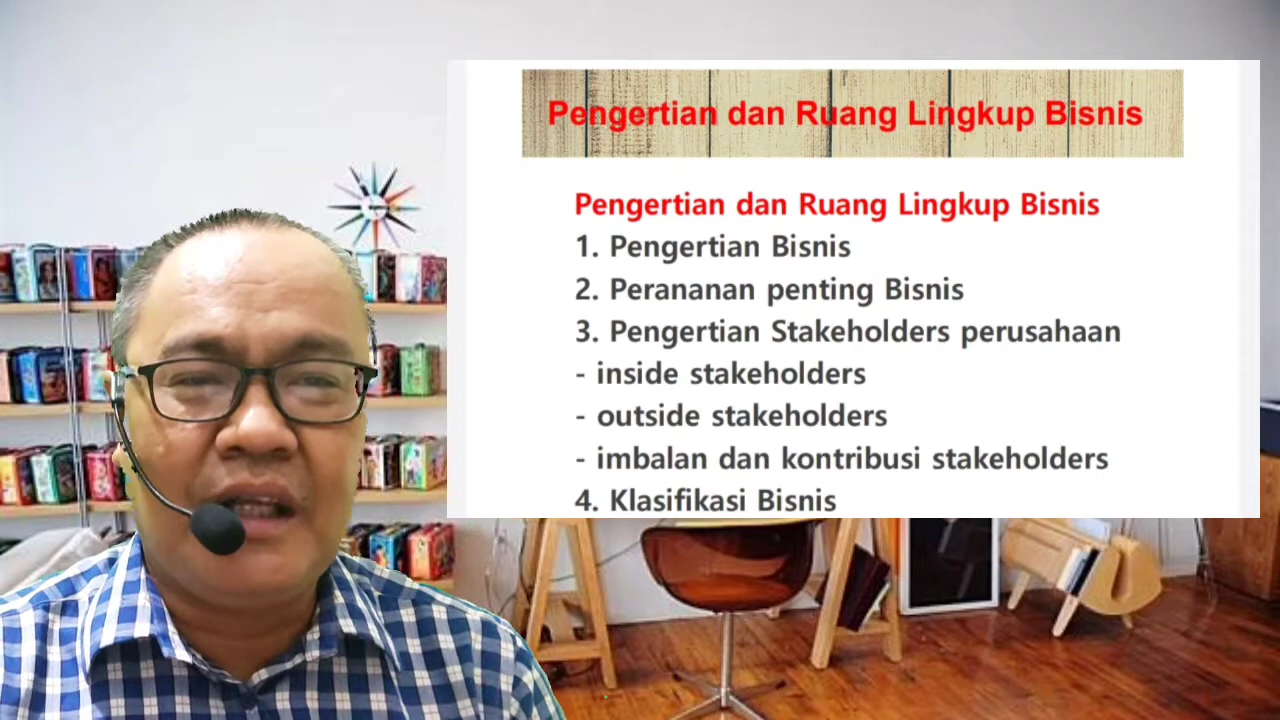 Pengertian dan Ruang Lingkup Bisnis
Pengertian dan Ruang Lingkup Bisnis
1. Pengertian Bisnis
2. Perananan penting Bisnis
3. Pengertian Stakeholders perusahaan
- inside stakeholders
- outside stakeholders
- imbalan dan kontribusi stakeholders
4. Klasifikasi Bisnis